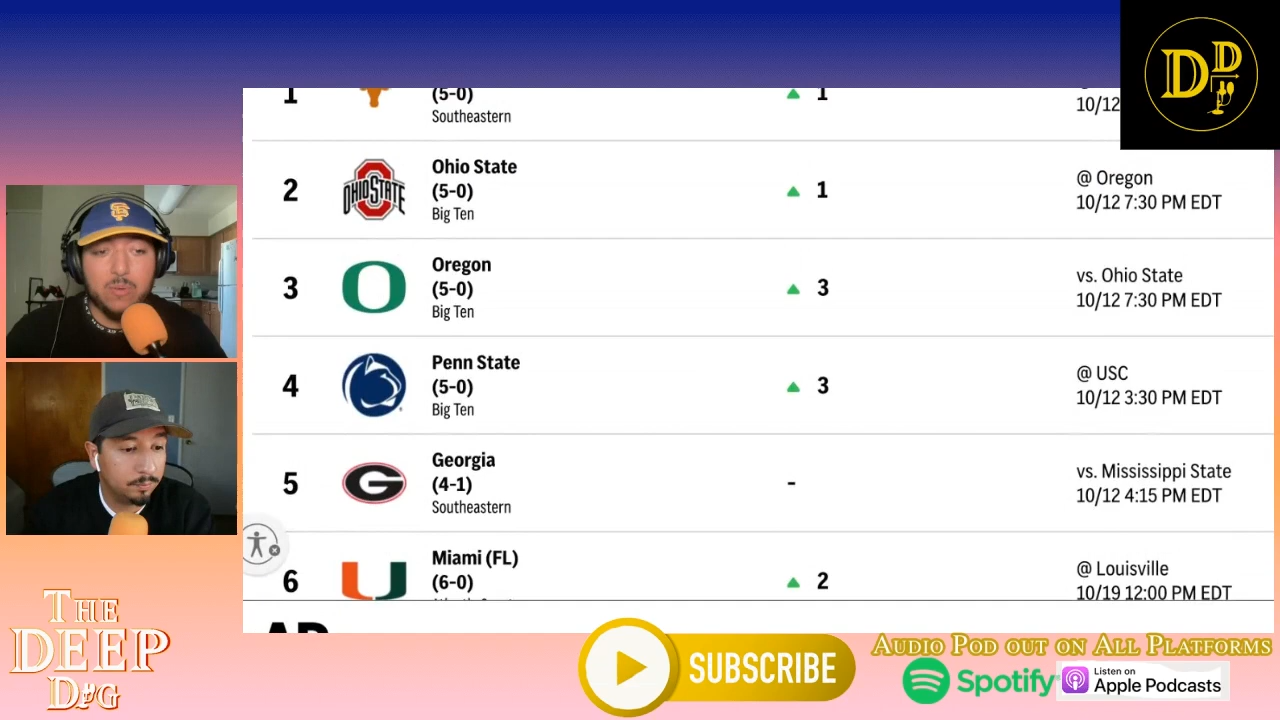 DD
1
(5-0)
Southeastern
1
10/12
2
OHIO STATE
Ohio State
(5-0)
Big Ten
1
@ Oregon
10/12 7:30 PM EDT
3
O
Oregon
(5-0)
Big Ten
3
vs. Ohio State
10/12 7:30 PM EDT
4
Penn State
(5-0)
Big Ten
3
@ USC
10/12 3:30 PM EDT
5
G
Georgia
(4-1)
Southeastern
-
vs. Mississippi State
10/12 4:15 PM EDT
6
U
Miami (FL)
(6-0)
2
@ Louisville
10/19 12:00 PM EDT
SF
THE
DEEP
DIG
SUBSCRIBE
AUDIO POD OUT ON ALL PLATFORMS
Spotify
Listen on
Apple Podcasts